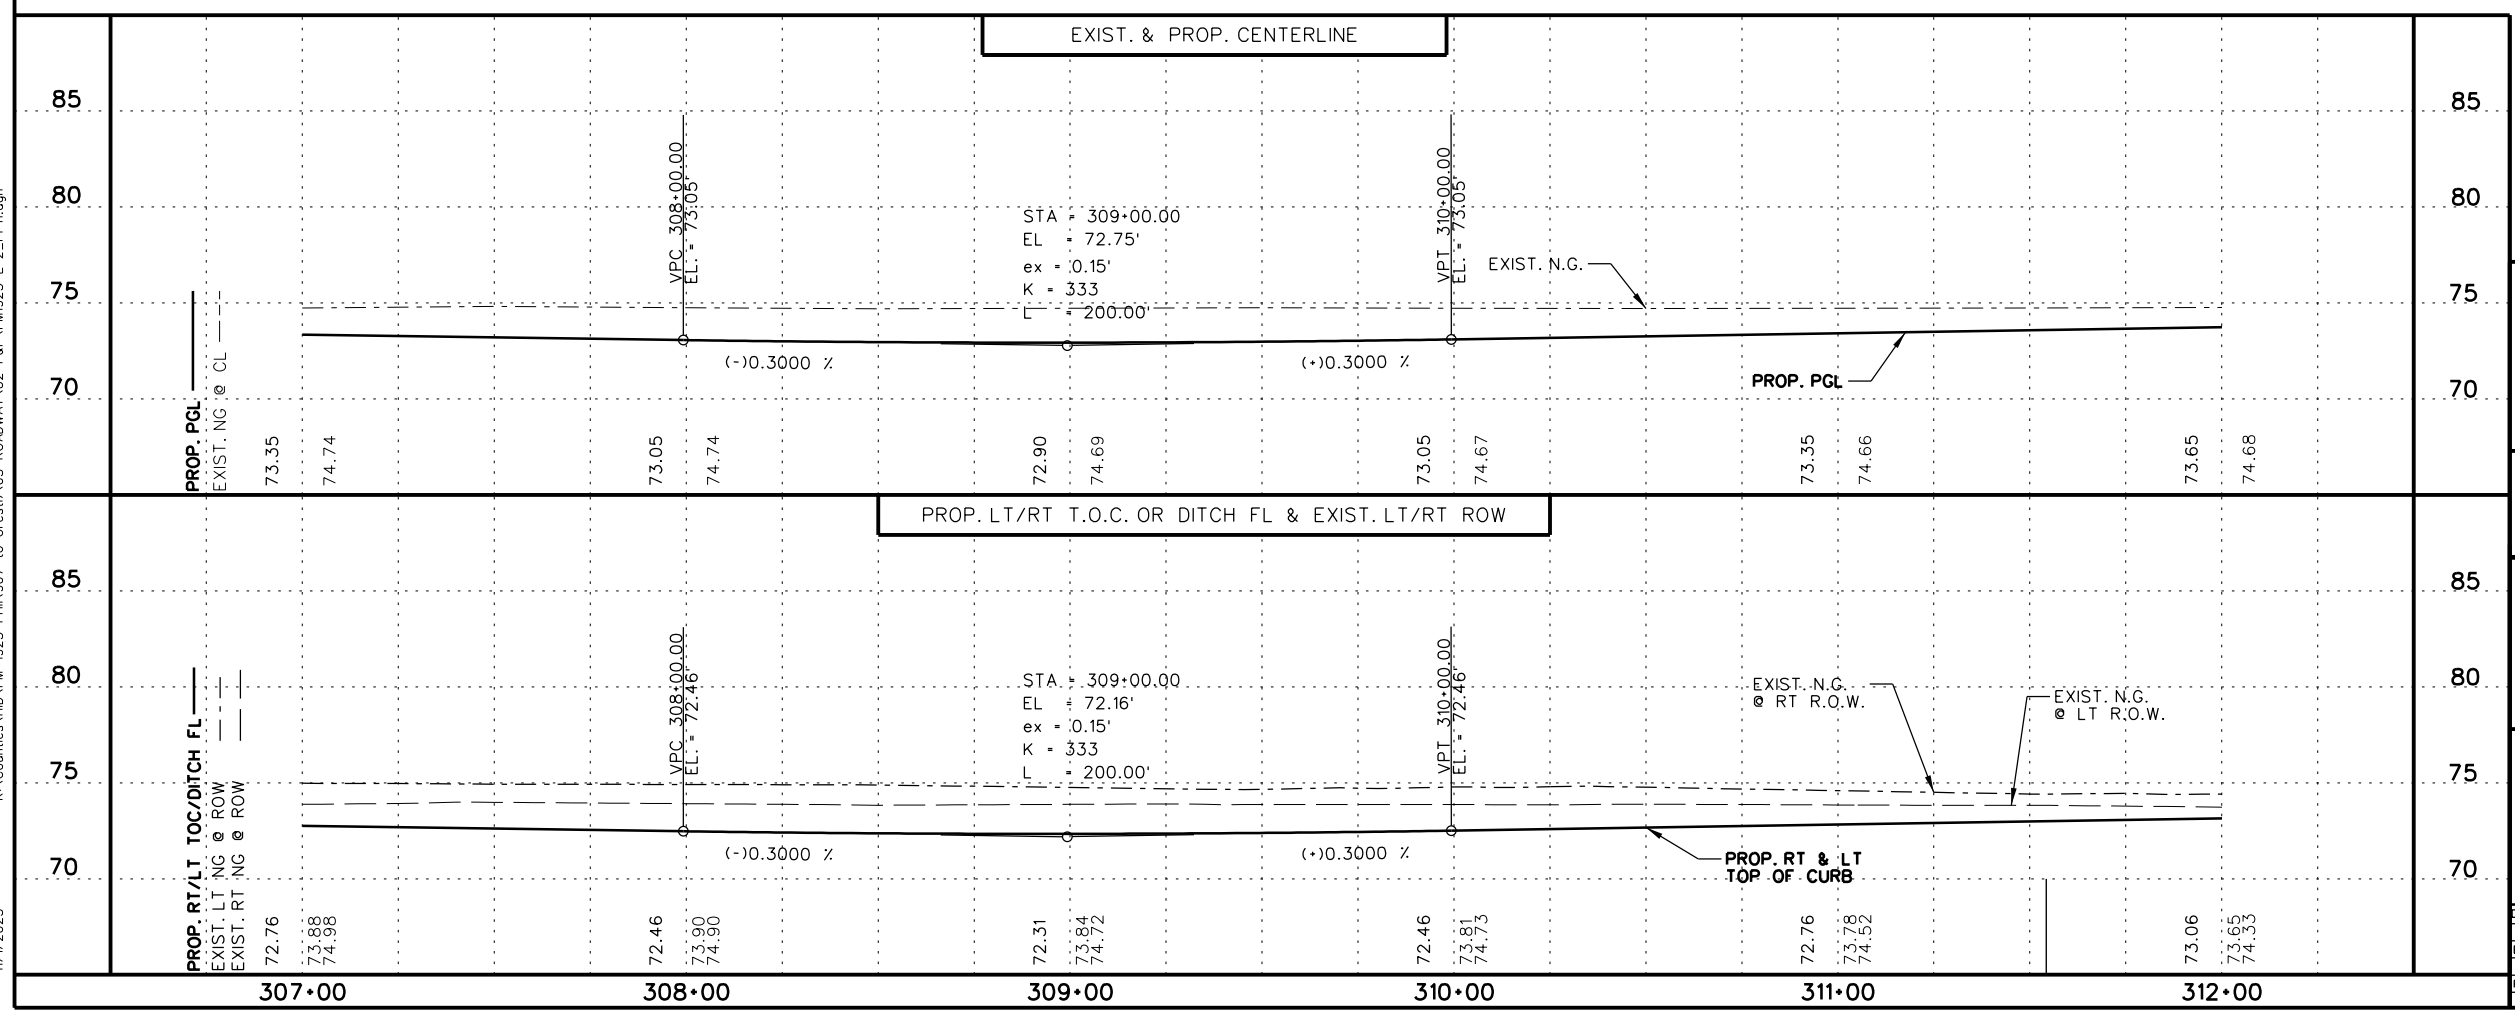 EXIST. & PROP. CENTERLINE
85
85
80
80
75
75
70
70
VPC 308+00.00
EL. = 73.05'
STA = 309+00.00
EL = 72.75'
ex = 0.15'
K = 333
L = 200.00'
VPT 310+00.00
EL. = 73.05'
EXIST. N.G.
(-)0.3000 %
(+)0.3000 %
PROP. PGL
PROP. PGL
EXIST. NG @ CL
73.35
74.74
73.05
74.74
72.90
74.69
73.05
74.67
73.35
74.66
73.65
74.68
PROP. LT/RT T.O.C. OR DITCH FL & EXIST. LT/RT ROW
85
85
80
80
75
75
70
70
VPC 308+00.00
EL. = 72.46'
STA = 309+00.00
EL = 72.16'
ex = 0.15'
K = 333
L = 200.00'
VPT 310+00.00
EL. = 72.46'
EXIST. N.G.
@ RT R.O.W.
EXIST. N.G.
@ LT R.O.W.
(-)0.3000 %
(+)0.3000 %
PROP. RT & LT
TOP OF CURB
PROP. RT/LT TOC/DITCH FL
EXIST. LT NG @ ROW
EXIST. RT NG @ ROW
72.76
73.88
74.98
72.46
73.90
74.90
72.31
73.84
74.72
72.46
73.81
74.73
72.76
73.78
74.52
73.06
73.65
74.33
307+00
308+00
309+00
310+00
311+00
312+00